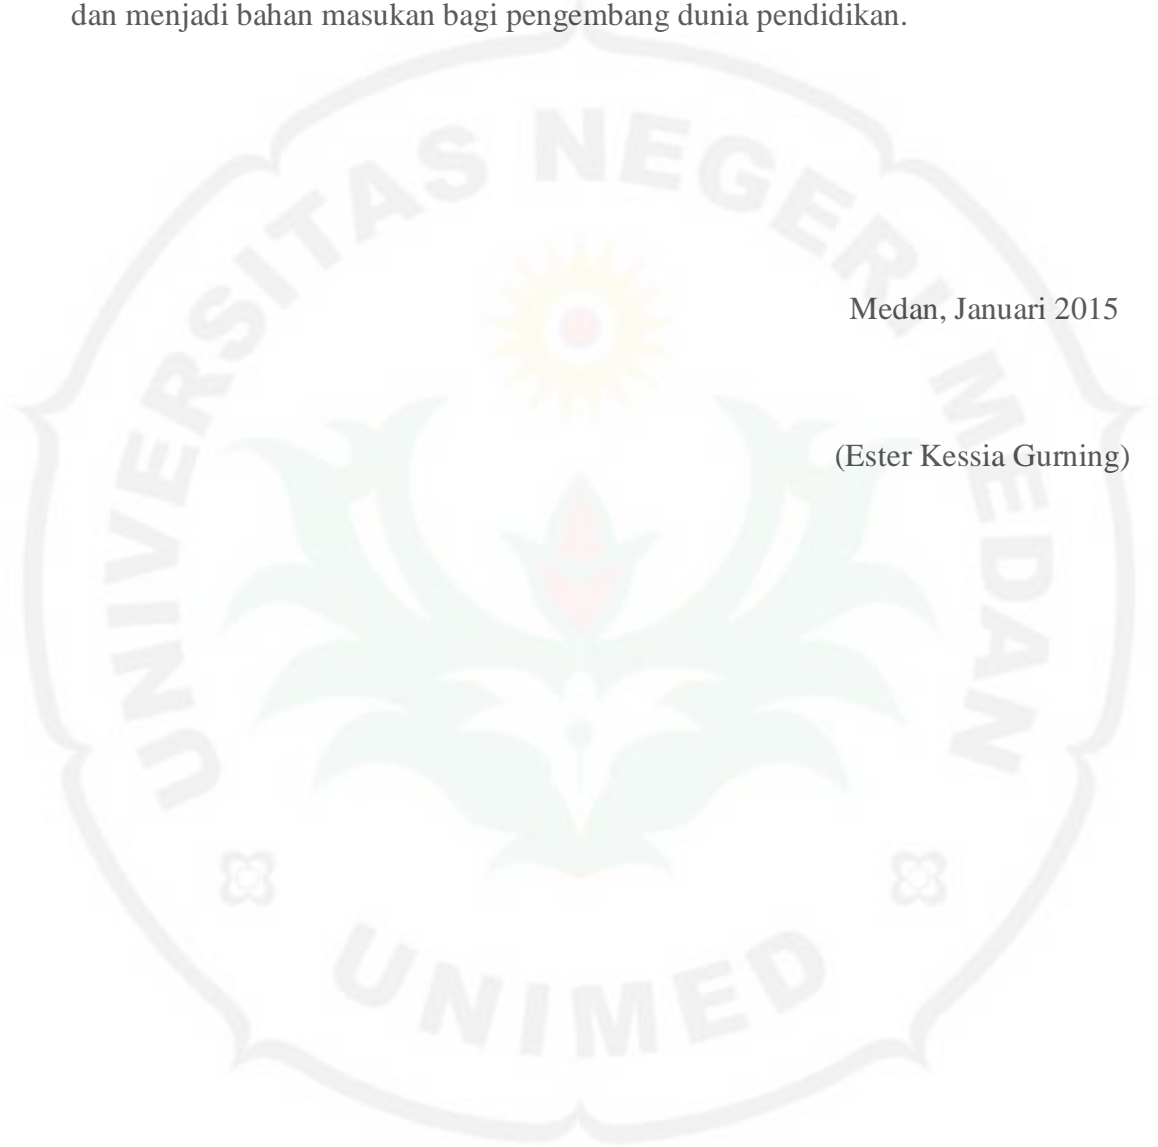 dan menjadi bahan masukan bagi pengembang dunia pendidikan.
UNIVERSITAS NEGERI MEDAN
Medan, Januari 2015
(Ester Kessia Gurning)
UNIMED